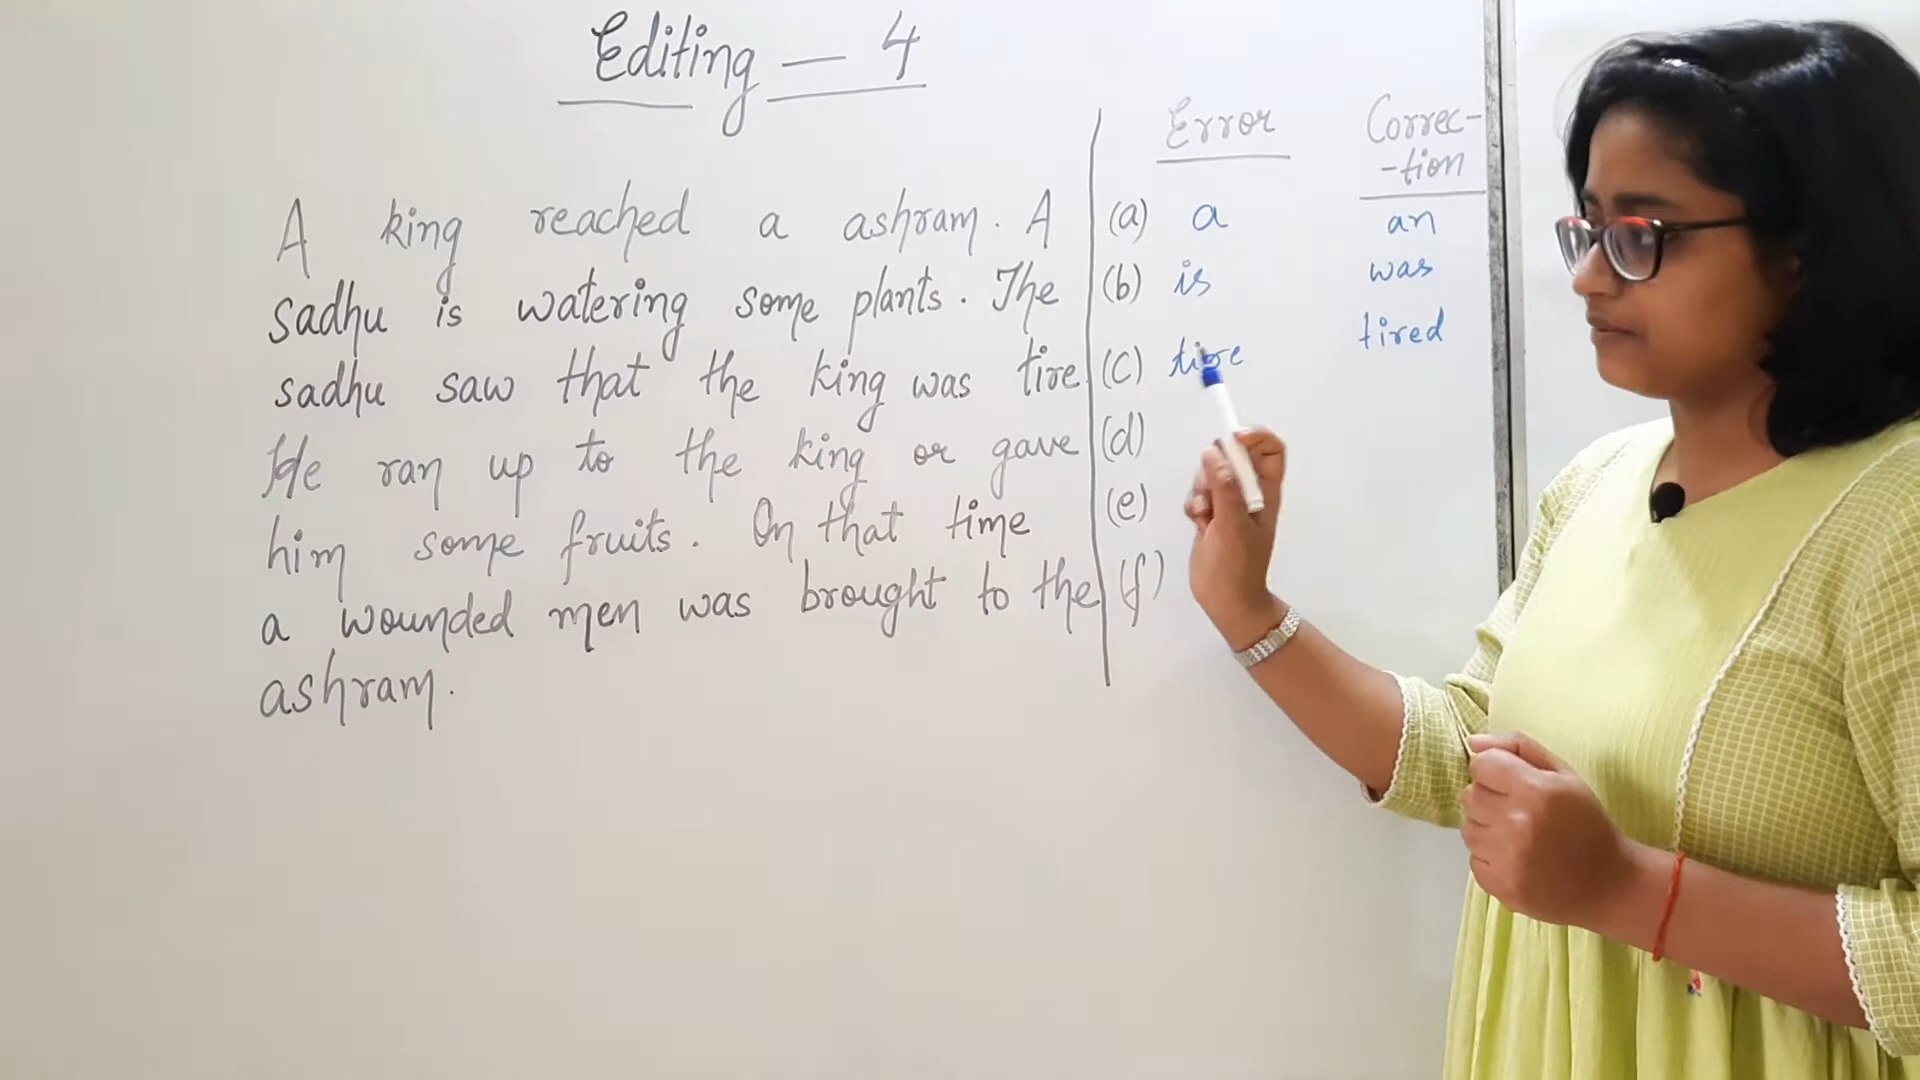 Editing — 4
Error Correc-
-tion
A king reached a ashram. A (a) a an
sadhu is watering some plants. The (b) is was
sadhu saw that the king was tire (c) tire tired
He ran up to the king or gave (d)
him some fruits. On that time (e)
a wounded men was brought to the (f)
ashram.